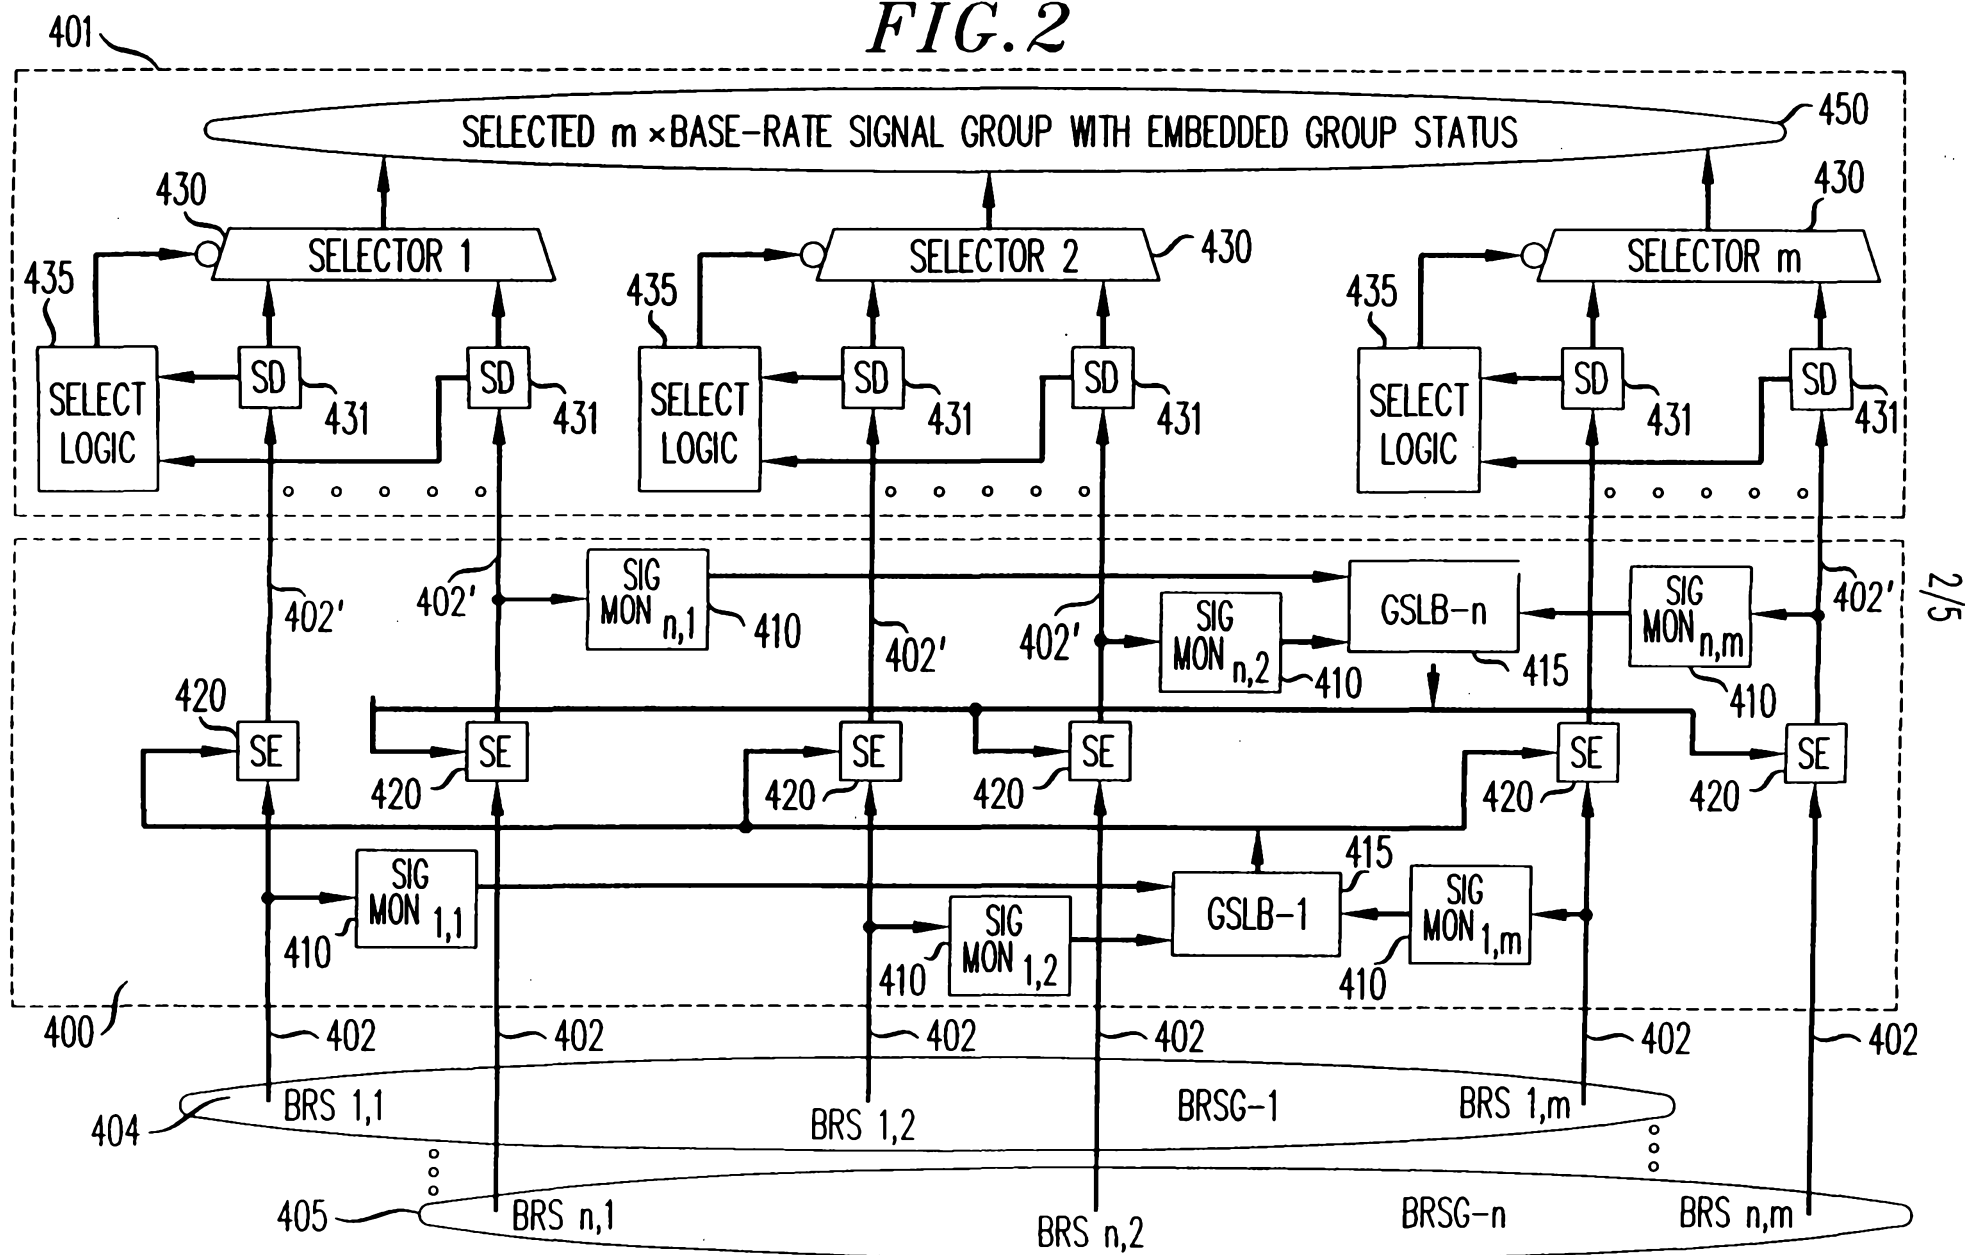 FIG.2
401
SELECTED m × BASE-RATE SIGNAL GROUP WITH EMBEDDED GROUP STATUS
450
430
430
SELECTOR 1
SELECTOR 2
430
SELECTOR m
435
435
435
SELECT
LOGIC
SD
431
SD
431
SELECT
LOGIC
SD
431
SD
431
SELECT
LOGIC
SD
431
SD
431
2/5
402'
402'
SIG
MON n,1
410
402'
402'
SIG
MON n,2
410
GSLB-n
415
SIG
MON n,m
410
402'
420
SE
SE
420
SE
420
SE
420
SE
420
SE
420
SIG
MON 1,1
410
SIG
MON 1,2
410
415
GSLB-1
SIG
MON 1,m
410
400
402
402
402
402
402
402
404
BRS 1,1
BRS 1,2
BRSG-1
BRS 1,m
405
BRS n,1
BRS n,2
BRSG-n
BRS n,m